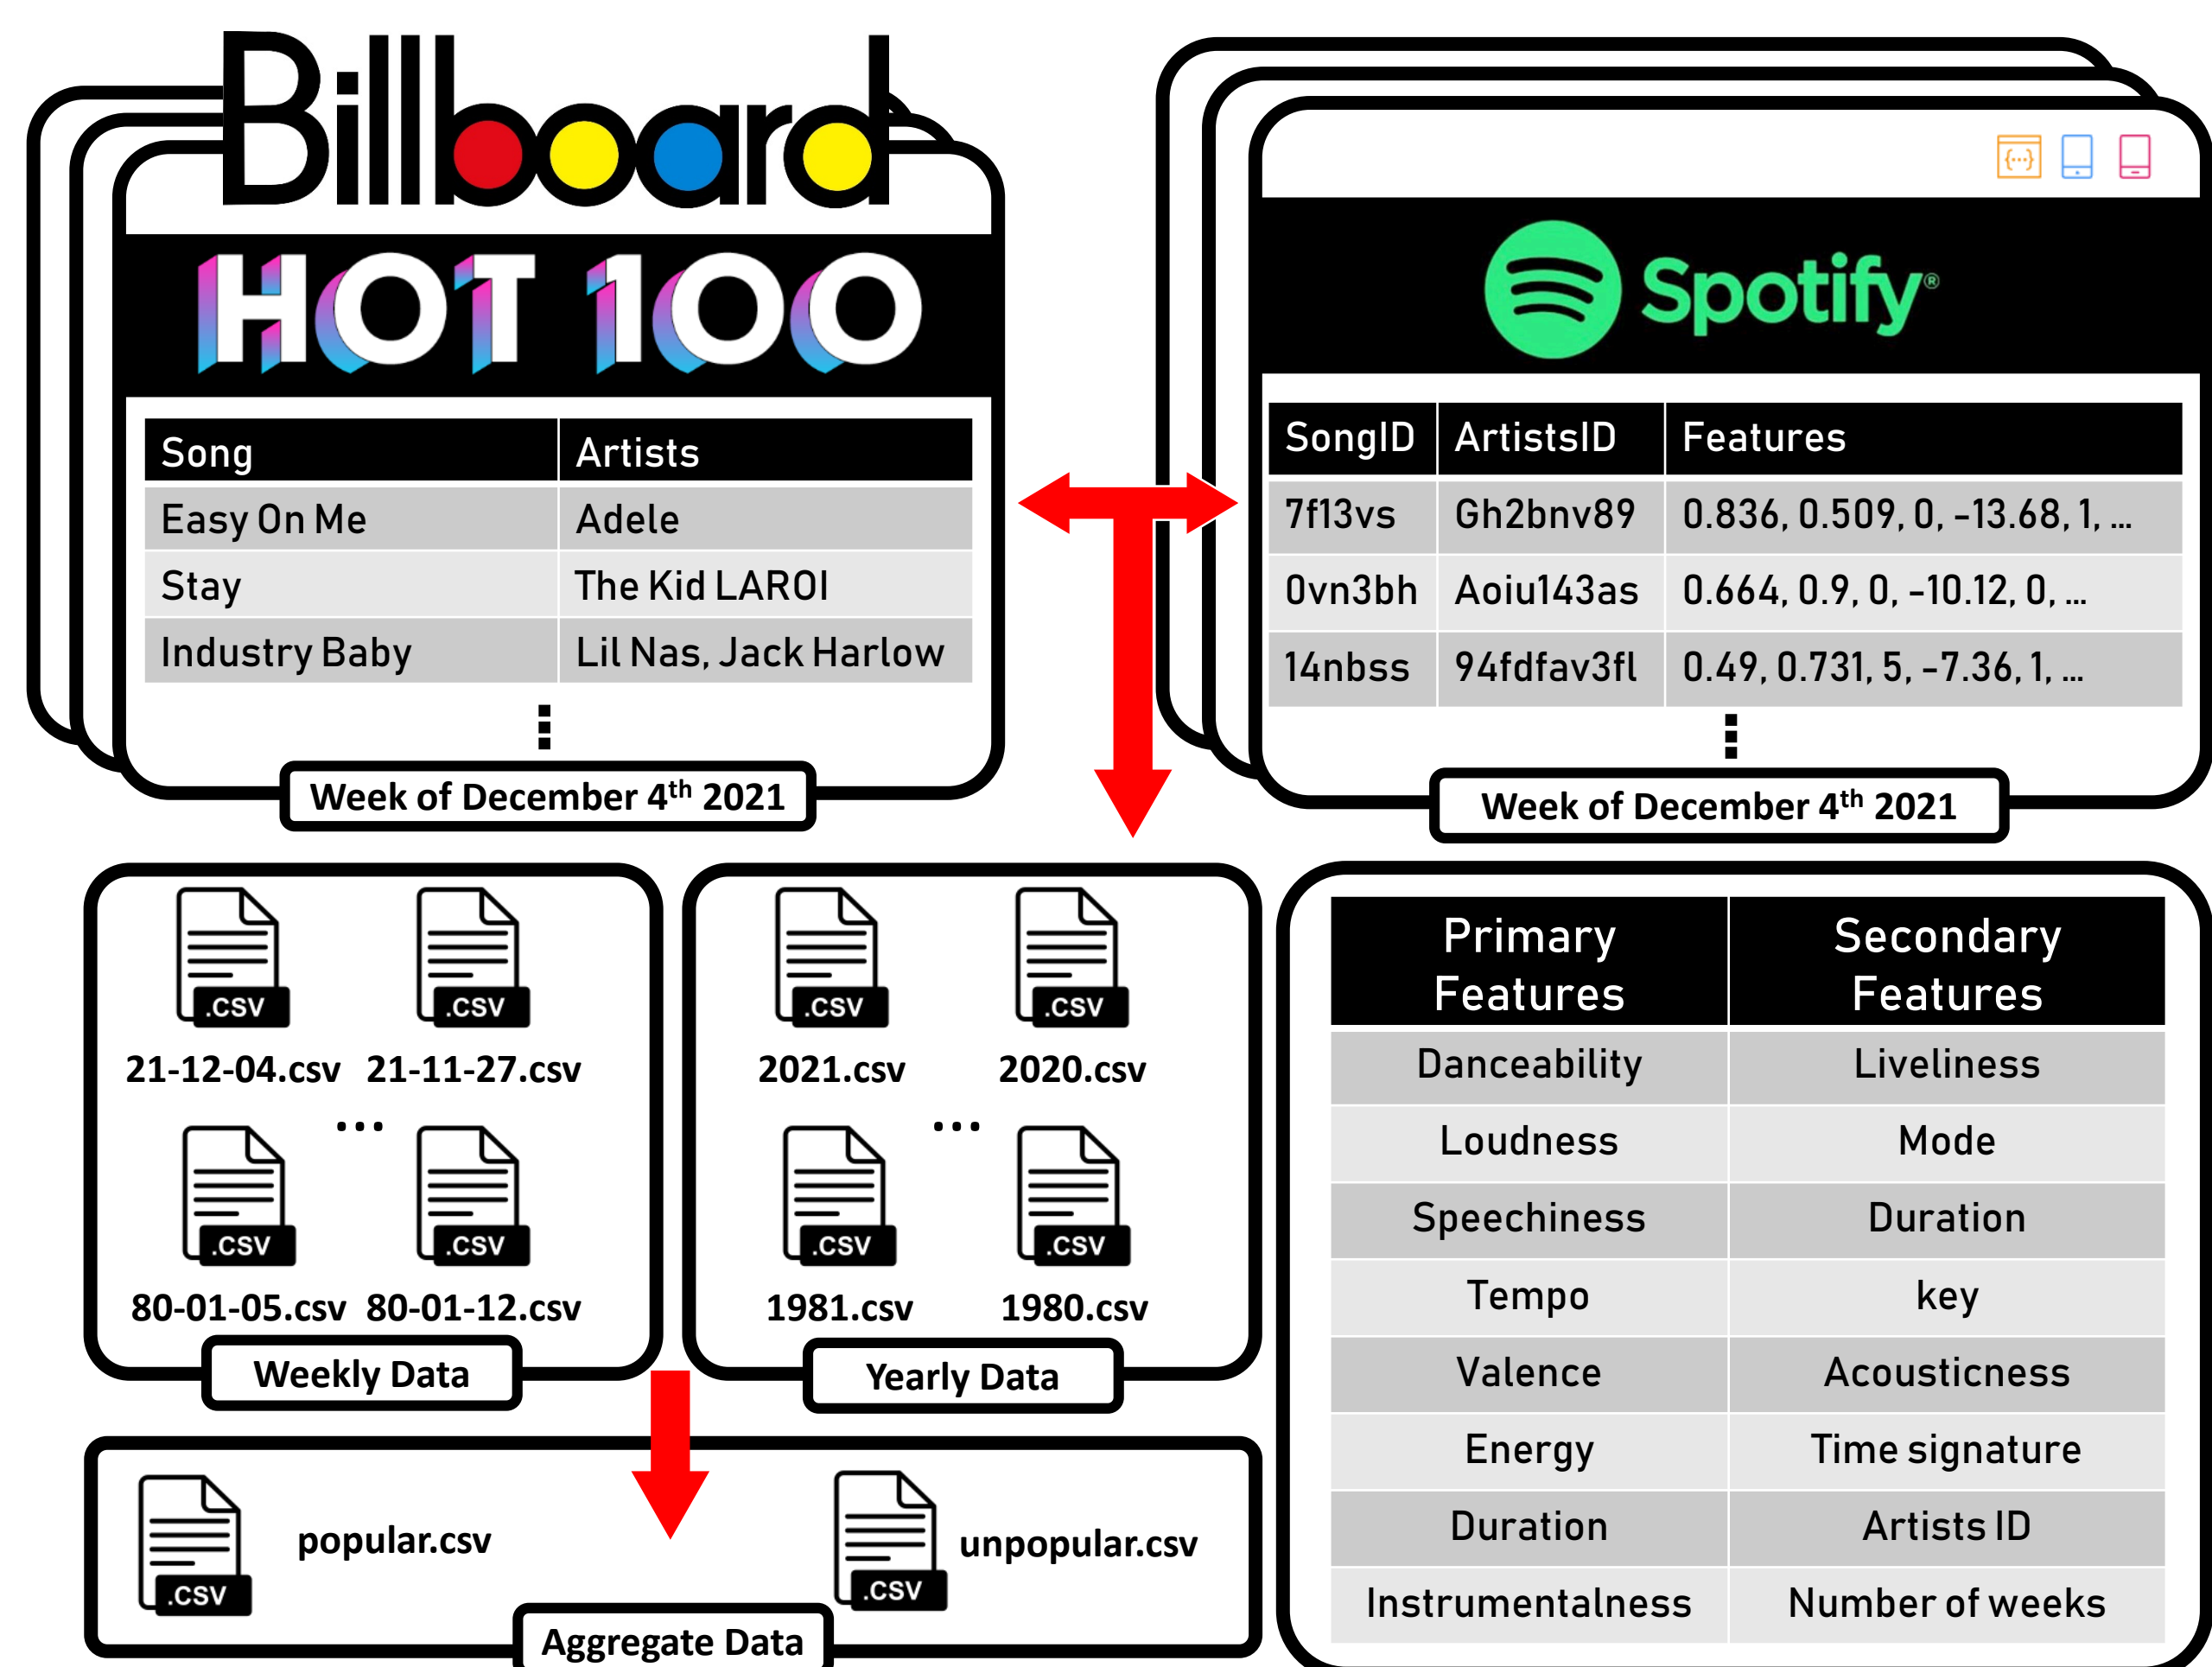 Billboard
HOT 100
Song Artists
Easy On Me Adele
Stay The Kid LAROI
Industry Baby Lil Nas, Jack Harlow
Week of December 4th 2021
{...}
Spotify®
SongID ArtistsID Features
7f13vs Gh2bnv89 0.836, 0.509, 0, -13.68, 1, ...
0vn3bh Aoiu143as 0.664, 0.9, 0, -10.12, 0, ...
14nbss 94fdfav3fl 0.49, 0.731, 5, -7.36, 1, ...
Week of December 4th 2021
.CSV .CSV
21-12-04.csv 21-11-27.csv
...
.CSV .CSV
80-01-05.csv 80-01-12.csv
Weekly Data
.CSV .CSV
2021.csv 2020.csv
...
.CSV .CSV
1981.csv 1980.csv
Yearly Data
popular.csv unpopular.csv
.CSV .CSV
Aggregate Data
Primary Secondary
Features Features
Danceability Liveliness
Loudness Mode
Speechiness Duration
Tempo key
Valence Acousticness
Energy Time signature
Duration Artists ID
Instrumentalness Number of weeks